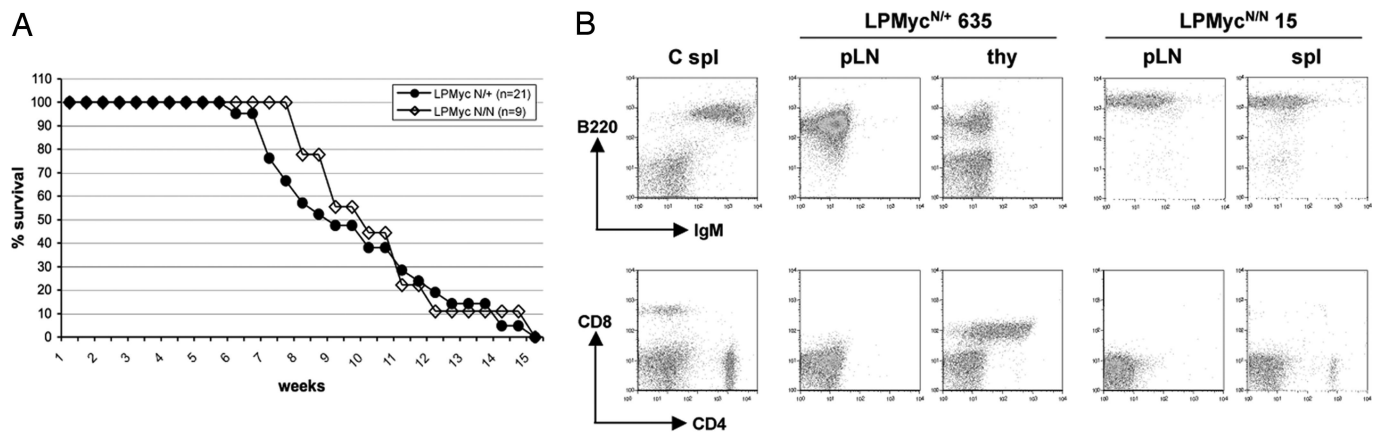 A
110
100
90
80
70
60
50
40
30
20
10
0
% survival
1 2 3 4 5 6 7 8 9 10 11 12 13 14 15
weeks
LPMyc N/+ (n=21)
LPMyc N/N (n=9)
B
LPMycN/+ 635
LPMycN/N 15
C spl
pLN
thy
pLN
spl
B220
IgM
CD8
CD4